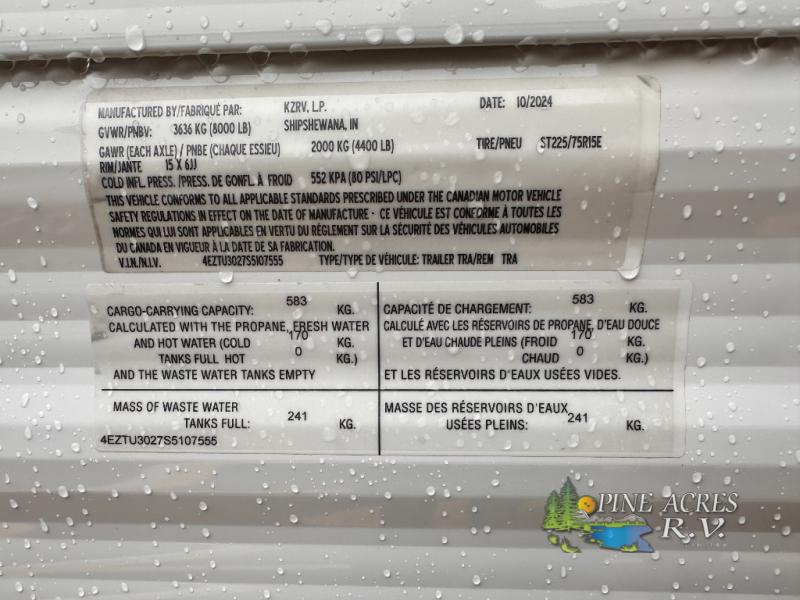 MANUFACTURED BY/FABRIQUÉ PAR: KZRV, L.P. DATE: 10/2024
GVWR/PNBV: 3636 KG (8000 LB) SHIPSHEWANA, IN
GAWR (EACH AXLE) / PNBE (CHAQUE ESSIEU) 2000 KG (4400 LB) TIRE/PNEU ST225/75R15E
RIM/JANTE 15 X 6JJ
COLD INFL. PRESS. /PRESS. DE GONFL. À FROID 552 KPA (80 PSI/LPC)
THIS VEHICLE CONFORMS TO ALL APPLICABLE STANDARDS PRESCRIBED UNDER THE CANADIAN MOTOR VEHICLE
SAFETY REGULATIONS IN EFFECT ON THE DATE OF MANUFACTURE - CE VÉHICULE EST CONFORME À TOUTES LES
NORMES QUI LUI SONT APPLICABLES EN VERTU DU RÉGLEMENT SUR LA SÉCURITÉ DES VÉHICULES AUTOMOBILES
DU CANADA EN VIGUEUR À LA DATE DE SA FABRICATION.
V.I.N./N.I.V. 4EZTU3027S5107555 TYPE/TYPE DE VÉHICULE: TRAILER TRA/REM TRA
CARGO-CARRYING CAPACITY: 583 KG.
CALCULATED WITH THE PROPANE, FRESH WATER
AND HOT WATER (COLD 170 KG.
TANKS FULL HOT 0 KG.)
AND THE WASTE WATER TANKS EMPTY
CAPACITÉ DE CHARGEMENT: 583 KG.
CALCULÉ AVEC LES RÉSERVOIRS DE PROPANE, D'EAU DOUCE
ET D'EAU CHAUDE PLEINS (FROID 170 KG.
CHAUD 0 KG.)
ET LES RÉSERVOIRS D'EAUX USÉES VIDES.
MASS OF WASTE WATER
TANKS FULL: 241 KG.
4EZTU3027S5107555
MASSE DES RÉSERVOIRS D'EAUX
USÉES PLEINS: 241 KG.
PINE ACRES
R.V.